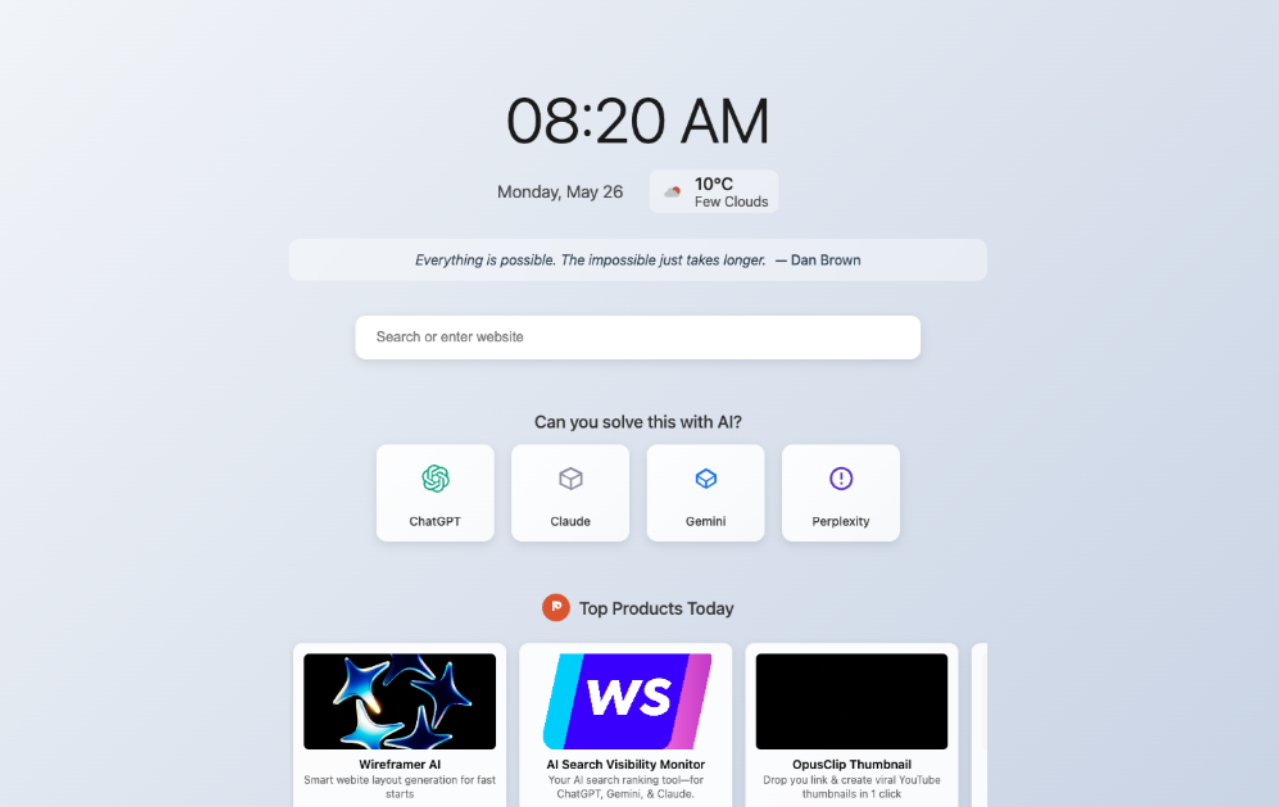 08:20 AM
Monday, May 26
10°C
Few Clouds
Everything is possible. The impossible just takes longer. — Dan Brown
Search or enter website
Can you solve this with AI?
ChatGPT
Claude
Gemini
Perplexity
Top Products Today
WS
Wireframer AI
Smart webite layout generation for fast
starts
AI Search Visibility Monitor
Your AI search ranking tool—for
ChatGPT, Gemini, & Claude.
OpusClip Thumbnail
Drop you link & create viral YouTube
thumbnails in 1 click